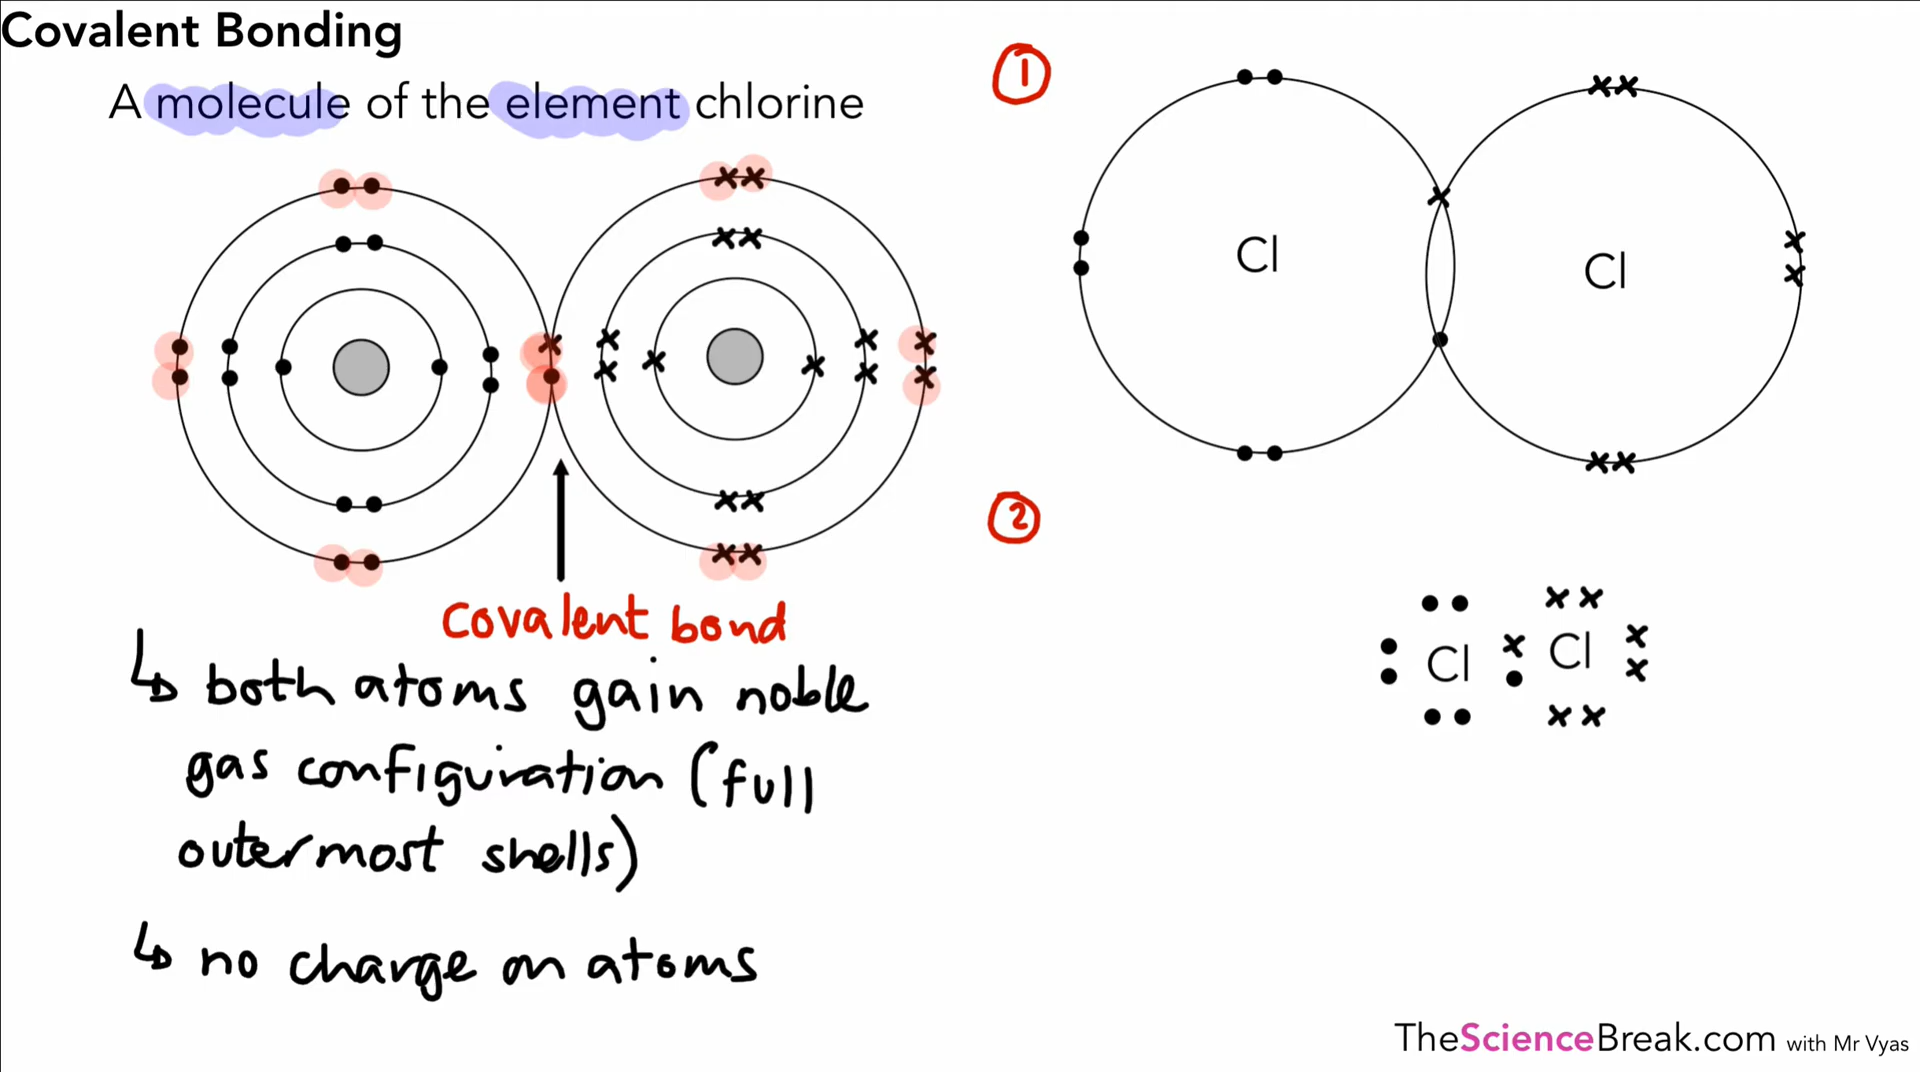 Covalent Bonding
A molecule of the element chlorine
covalent bond
both atoms gain noble
gas configuration (full
outermost shells)
no charge on atoms
1
Cl
Cl
2
Cl
Cl
TheScienceBreak.com with Mr Vyas